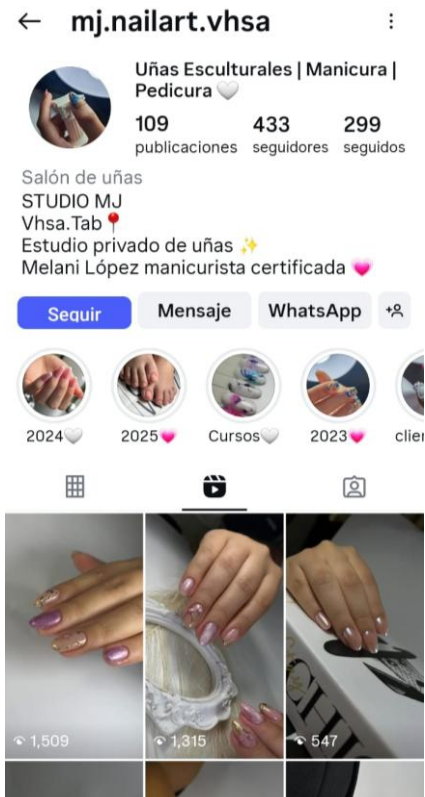 mj.nailart.vhsa
Uñas Esculturales | Manicura |
Pedicura 🤍
109 433 299
publicaciones seguidores seguidos
Salón de uñas
STUDIO MJ
Vhsa.Tab📍
Estudio privado de uñas ✨
Melani López manicurista certificada 💗
Seguir Mensaje WhatsApp
2024🤍 2025💗 Cursos🤍 2023💗 clien
1,509 1,315 547